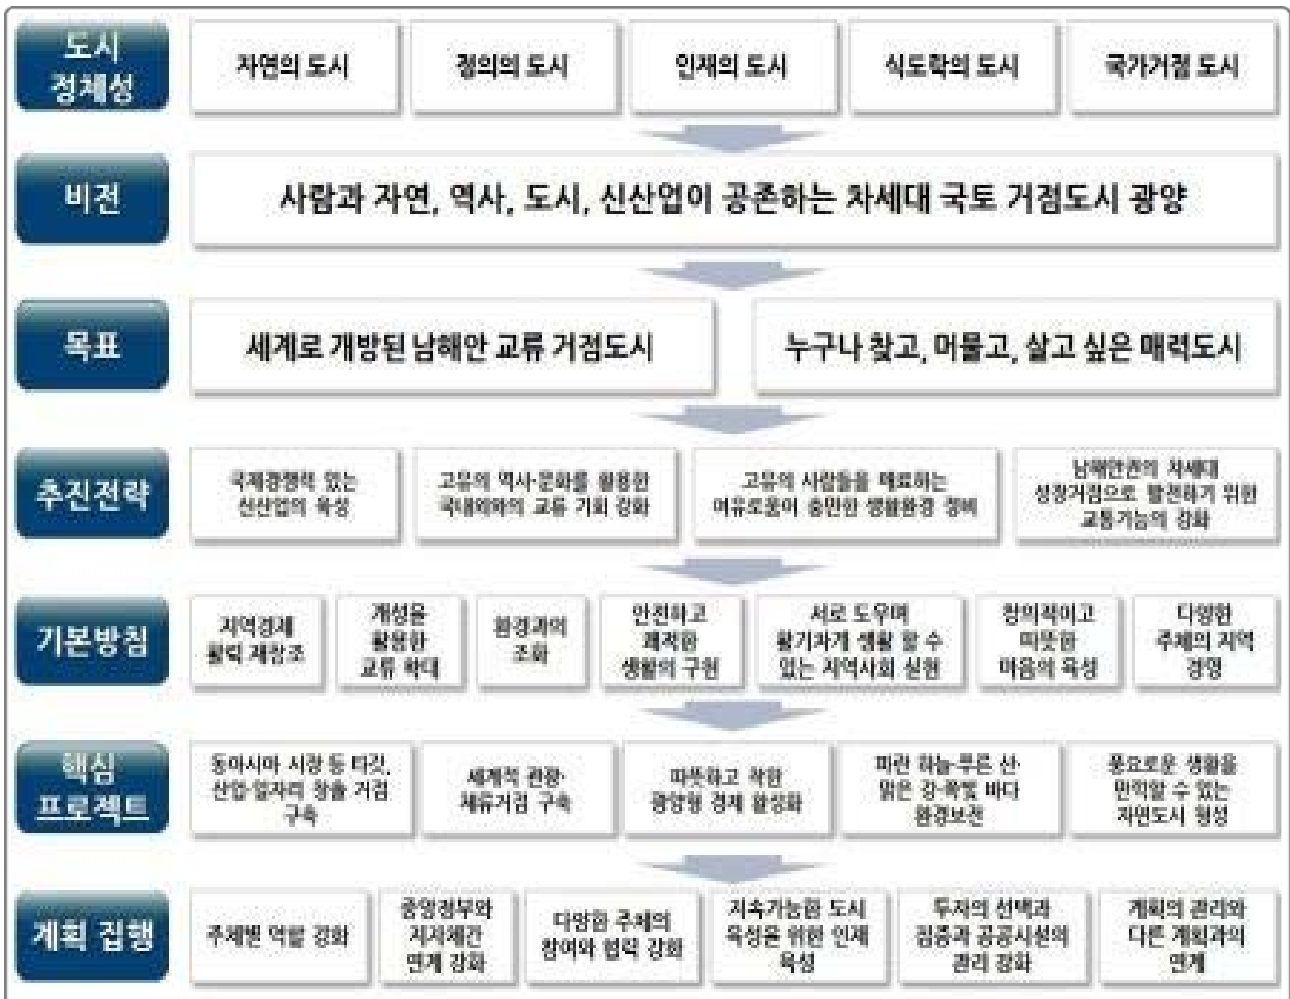 도시
정체성
자연의 도시
정의의 도시
인재의 도시
식도락의 도시
국가거점 도시
비전
사람과 자연, 역사, 도시, 신산업이 공존하는 차세대 국토 거점도시 광양
목표
세계로 개방된 남해안 교류 거점도시
누구나 찾고, 머물고, 살고 싶은 매력도시
추진전략
국제경쟁력 있는
신산업의 육성
고유의 역사·문화를 활용한
국내외와의 교류 기회 강화
고유의 사람들을 매료하는
여유로움이 충만한 생활환경 정비
남해안권의 차세대
성장거점으로 발전하기 위한
교통기능의 강화
기본방침
지역경제
활력 재창조
개성을
활용한
교류 확대
환경과의
조화
안전하고
쾌적한
생활의 구현
서로 도우며
활기차게 생활 할 수
있는 지역사회 실현
창의적이고
따뜻한
마음의 육성
다양한
주체의 지역
경영
핵심
프로젝트
동아시아 시장 등 타깃,
산업·일자리 창출 거점
구축
세계적 관광·
체류거점 구축
따뜻하고 착한
광양형 경제 활성화
파란 하늘·푸른 산·
맑은 강·쪽빛 바다
환경보전
풍요로운 생활을
만끽할 수 있는
자연도시 형성
계획 집행
주체별 역할 강화
중앙정부와
지자체간
연계 강화
다양한 주체의
참여와 협력 강화
지속가능한 도시
육성을 위한 인재
육성
투자의 선택과
집중과 공공시설의
관리 강화
계획의 관리와
다른 계획과의
연계